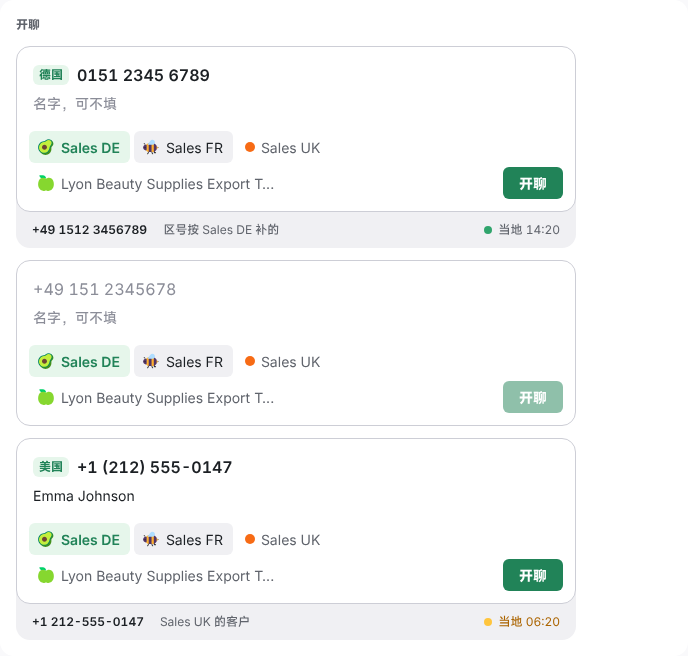 开聊
德国 0151 2345 6789
名字，可不填
Sales DE Sales FR Sales UK
Lyon Beauty Supplies Export T... 开聊
+49 1512 3456789 区号按 Sales DE 补的 当地 14:20
+49 151 2345678
名字，可不填
Sales DE Sales FR Sales UK
Lyon Beauty Supplies Export T... 开聊
美国 +1 (212) 555-0147
Emma Johnson
Sales DE Sales FR Sales UK
Lyon Beauty Supplies Export T... 开聊
+1 212-555-0147 Sales UK 的客户 当地 06:20